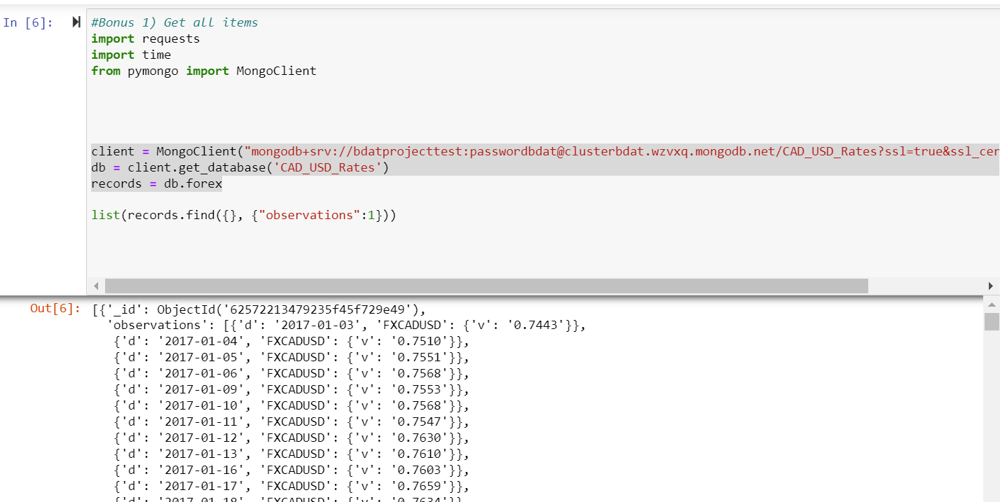 In [6]:
#Bonus 1) Get all items
import requests
import time
from pymongo import MongoClient
client = MongoClient("mongodb+srv://bdatprojecttest:passwordbdat@clusterbdat.wzvxq.mongodb.net/CAD_USD_Rates?ssl=true&ssl_cer
db = client.get_database('CAD_USD_Rates')
records = db.forex
list(records.find({}, {"observations":1}))
Out[6]:
[{'_id': ObjectId('62572213479235f45f729e49'),
'observations': [{'d': '2017-01-03', 'FXCADUSD': {'v': '0.7443'}},
{'d': '2017-01-04', 'FXCADUSD': {'v': '0.7510'}},
{'d': '2017-01-05', 'FXCADUSD': {'v': '0.7551'}},
{'d': '2017-01-06', 'FXCADUSD': {'v': '0.7568'}},
{'d': '2017-01-09', 'FXCADUSD': {'v': '0.7553'}},
{'d': '2017-01-10', 'FXCADUSD': {'v': '0.7568'}},
{'d': '2017-01-11', 'FXCADUSD': {'v': '0.7547'}},
{'d': '2017-01-12', 'FXCADUSD': {'v': '0.7630'}},
{'d': '2017-01-13', 'FXCADUSD': {'v': '0.7610'}},
{'d': '2017-01-16', 'FXCADUSD': {'v': '0.7603'}},
{'d': '2017-01-17', 'FXCADUSD': {'v': '0.7659'}},
{'d': '2017-01-18', 'FXCADUSD': {'v': '0.7634'}},